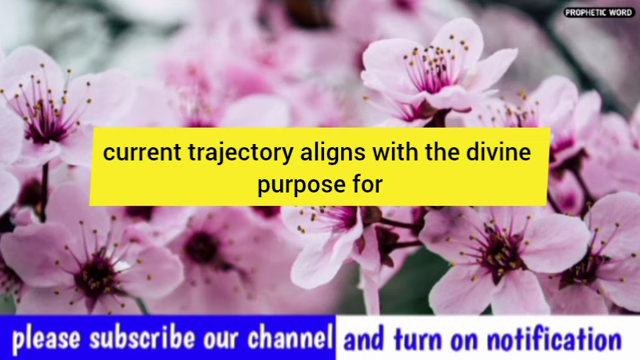 PROPHETIC WORD
current trajectory aligns with the divine
purpose for
please subscribe our channel and turn on notification